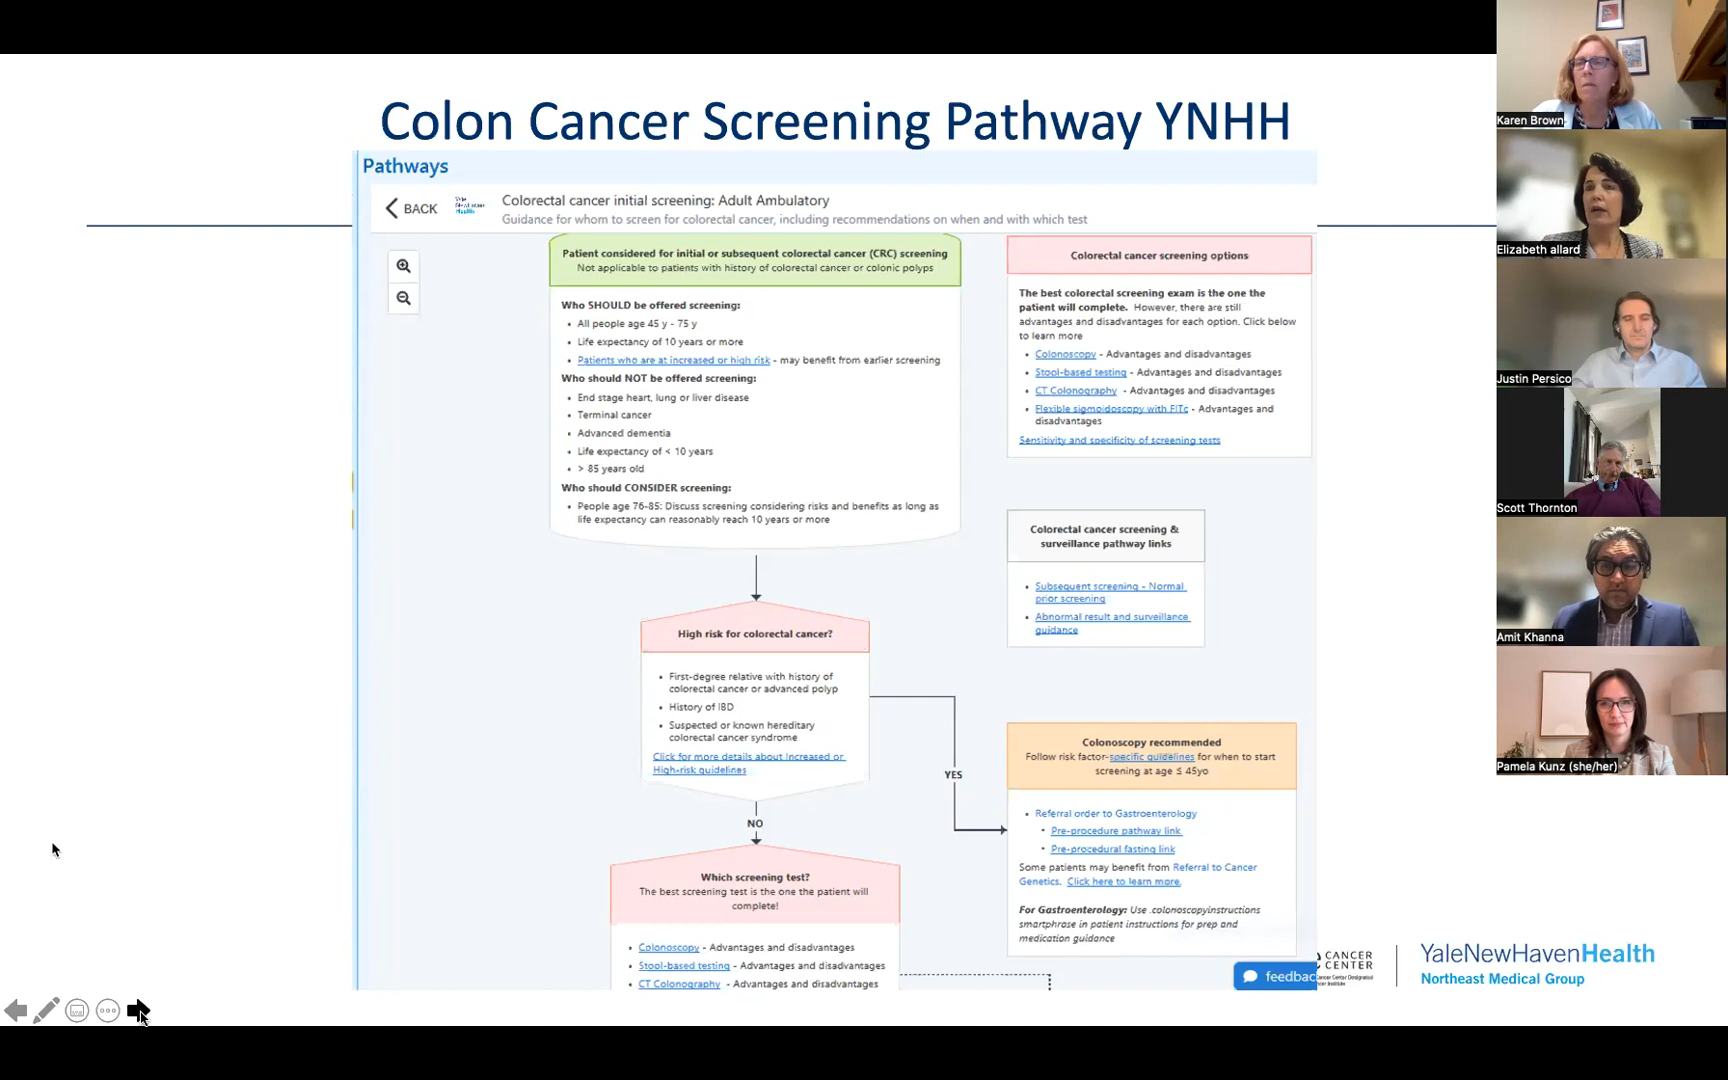 Colon Cancer Screening Pathway YNHH
Pathways
BACK
Yale
NewHaven
Health
Colorectal cancer initial screening: Adult Ambulatory
Guidance for whom to screen for colorectal cancer, including recommendations on when and with which test
Patient considered for initial or subsequent colorectal cancer (CRC) screening
Not applicable to patients with history of colorectal cancer or colonic polyps
Who SHOULD be offered screening:
• All people age 45 y - 75 y
• Life expectancy of 10 years or more
• Patients who are at increased or high risk - may benefit from earlier screening
Who should NOT be offered screening:
• End stage heart, lung or liver disease
• Terminal cancer
• Advanced dementia
• Life expectancy of < 10 years
• > 85 years old
Who should CONSIDER screening:
• People age 76-85: Discuss screening considering risks and benefits as long as
life expectancy can reasonably reach 10 years or more
Colorectal cancer screening options
The best colorectal screening exam is the one the
patient will complete. However, there are still
advantages and disadvantages for each option. Click below
to learn more
• Colonoscopy - Advantages and disadvantages
• Stool-based testing - Advantages and disadvantages
• CT Colonography - Advantages and disadvantages
• Flexible sigmoidoscopy with FITc - Advantages and
disadvantages
Sensitivity and specificity of screening tests
Colorectal cancer screening &
surveillance pathway links
• Subsequent screening - Normal
prior screening
• Abnormal result and surveillance
guidance
High risk for colorectal cancer?
• First-degree relative with history of
colorectal cancer or advanced polyp
• History of IBD
• Suspected or known hereditary
colorectal cancer syndrome
Click for more details about Increased or
High-risk guidelines
YES
NO
Colonoscopy recommended
Follow risk factor-specific guidelines for when to start
screening at age ≤ 45yo
• Referral order to Gastroenterology
• Pre-procedure pathway link
• Pre-procedural fasting link
Some patients may benefit from Referral to Cancer
Genetics. Click here to learn more.
For Gastroenterology: Use .colonoscopyinstructions
smartphrase in patient instructions for prep and
medication guidance
Which screening test?
The best screening test is the one the patient will
complete!
• Colonoscopy - Advantages and disadvantages
• Stool-based testing - Advantages and disadvantages
• CT Colonography - Advantages and disadvantages
feedbac
CANCER
CENTER
YaleNewHavenHealth
Northeast Medical Group
Karen Brown
Elizabeth allard
Justin Persico
Scott Thornton
Amit Khanna
Pamela Kunz (she/her)